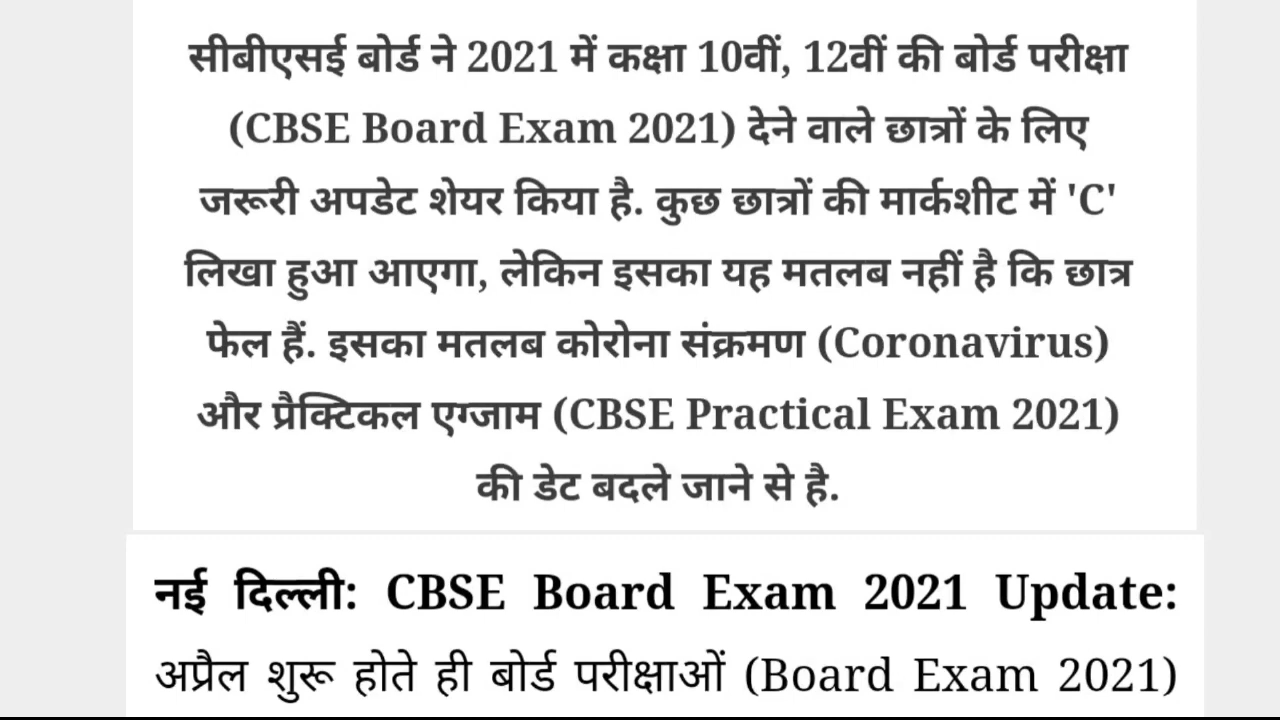 सीबीएसई बोर्ड ने 2021 में कक्षा 10वीं, 12वीं की बोर्ड परीक्षा
(CBSE Board Exam 2021) देने वाले छात्रों के लिए
जरूरी अपडेट शेयर किया है. कुछ छात्रों की मार्कशीट में 'C'
लिखा हुआ आएगा, लेकिन इसका यह मतलब नहीं है कि छात्र
फेल हैं. इसका मतलब कोरोना संक्रमण (Coronavirus)
और प्रैक्टिकल एग्जाम (CBSE Practical Exam 2021)
की डेट बदले जाने से है.
नई दिल्ली: CBSE Board Exam 2021 Update:
अप्रैल शुरू होते ही बोर्ड परीक्षाओं (Board Exam 2021)